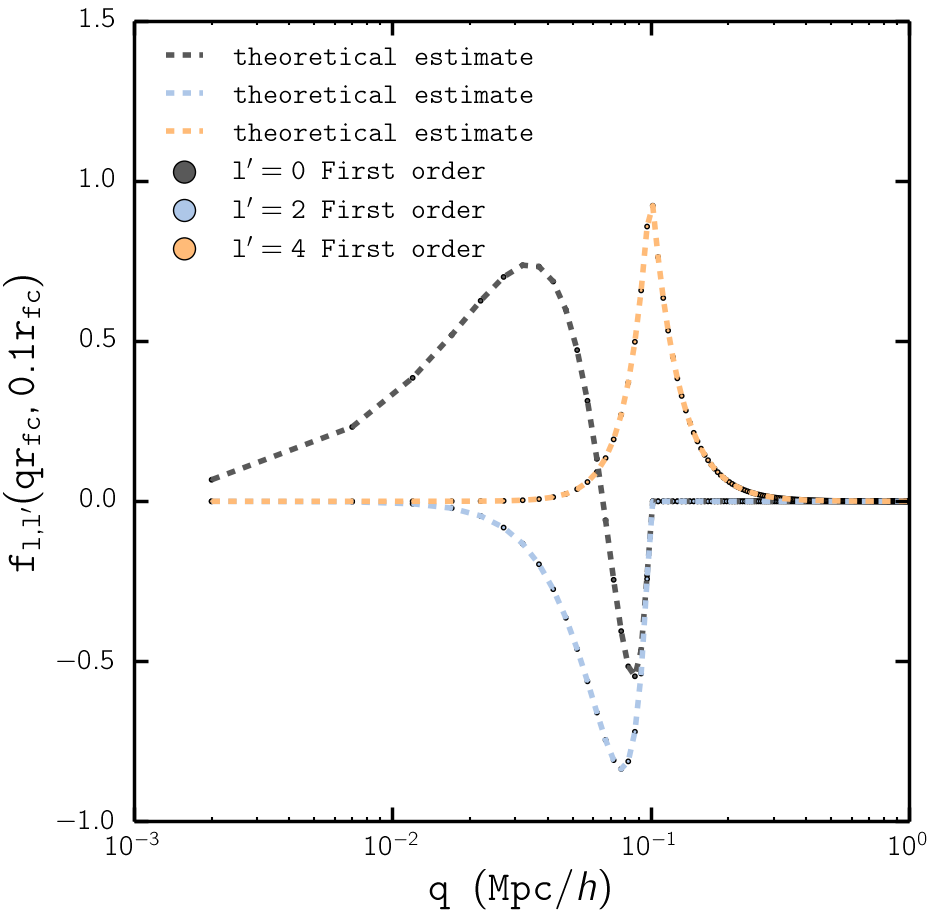 1.5
1.0
0.5
0.0
−0.5
−1.0
f_{l,l′}(qr_{fc}, 0.1r_{fc})
theoretical estimate
theoretical estimate
theoretical estimate
l′ = 0 First order
l′ = 2 First order
l′ = 4 First order
10^{−3}
10^{−2}
10^{−1}
10^{0}
q (Mpc/h)